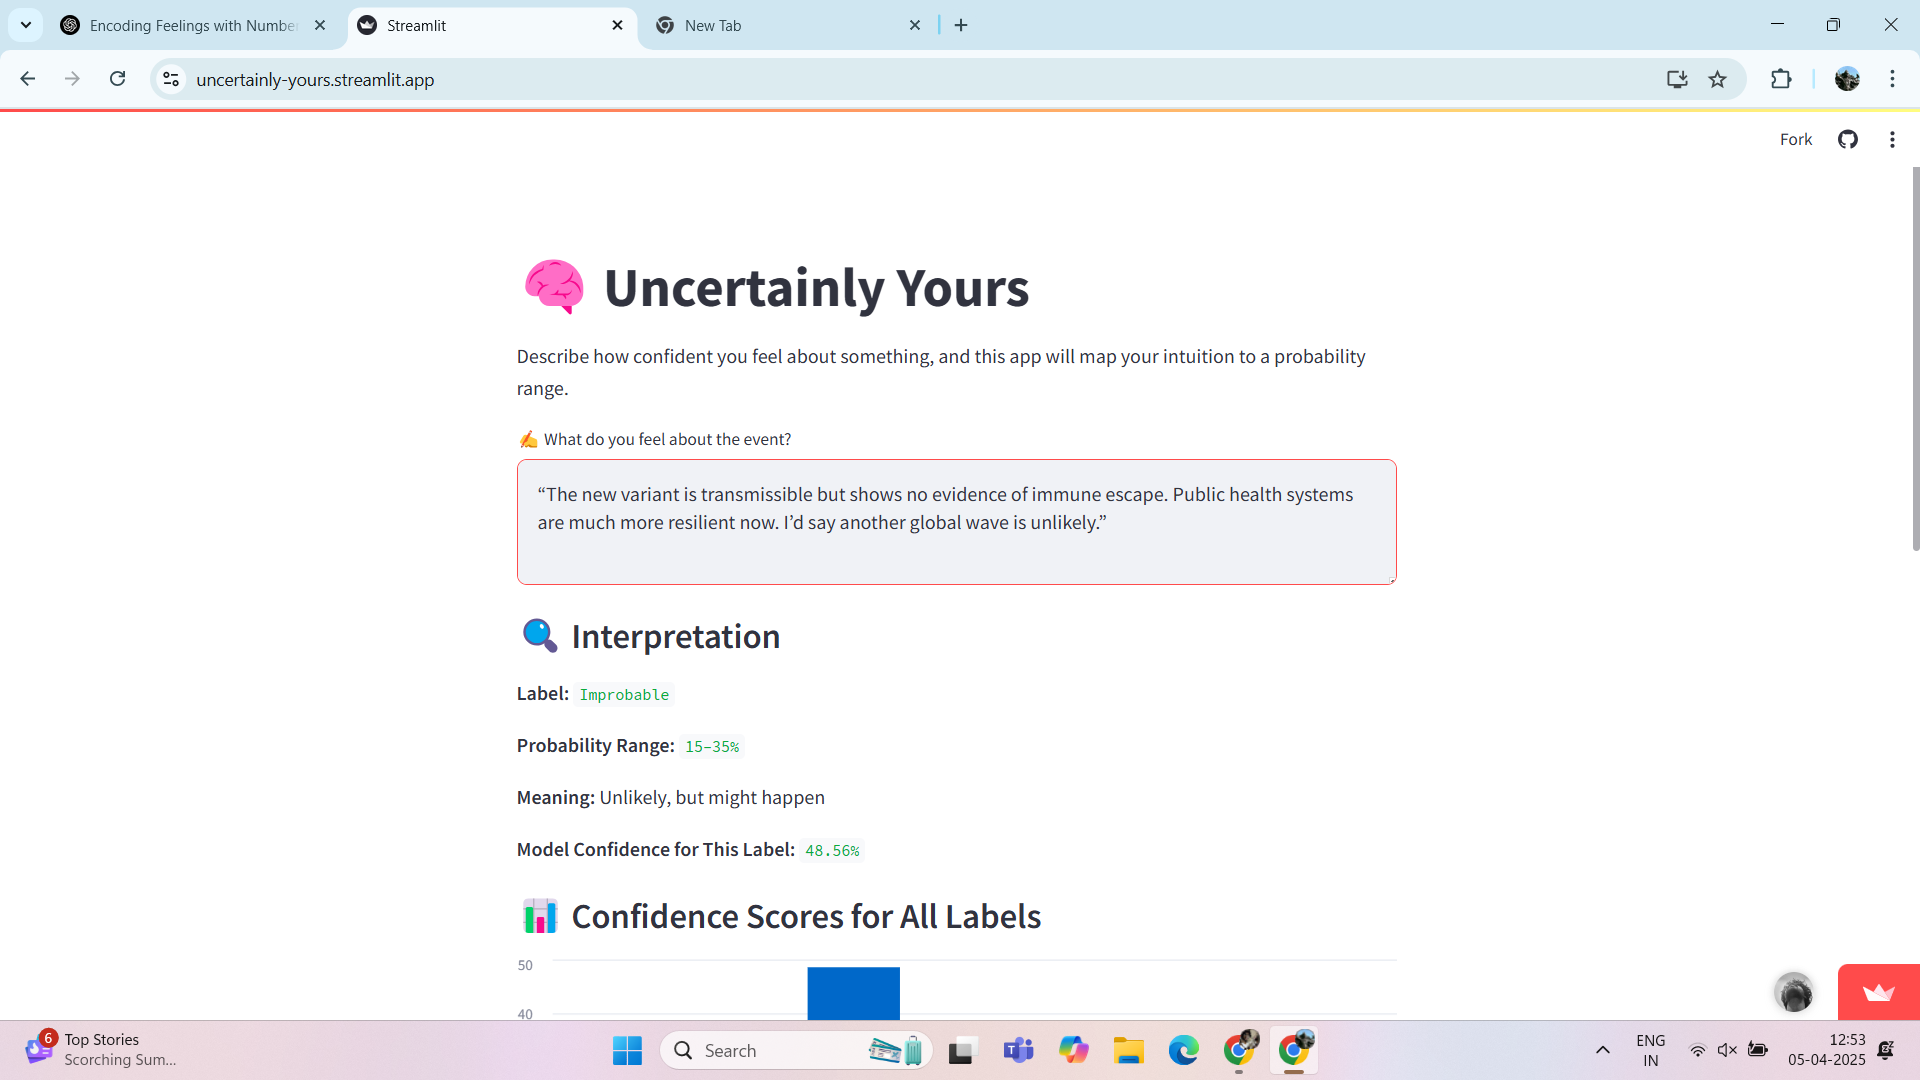 Encoding Feelings with Number
Streamlit
New Tab
uncertainly-yours.streamlit.app
Fork
Uncertainly Yours
Describe how confident you feel about something, and this app will map your intuition to a probability
range.
What do you feel about the event?
“The new variant is transmissible but shows no evidence of immune escape. Public health systems
are much more resilient now. I’d say another global wave is unlikely.”
Interpretation
Label: Improbable
Probability Range: 15–35%
Meaning: Unlikely, but might happen
Model Confidence for This Label: 48.56%
Confidence Scores for All Labels
50
40
6
Top Stories
Scorching Sum...
Search
ENG
IN
12:53
05-04-2025